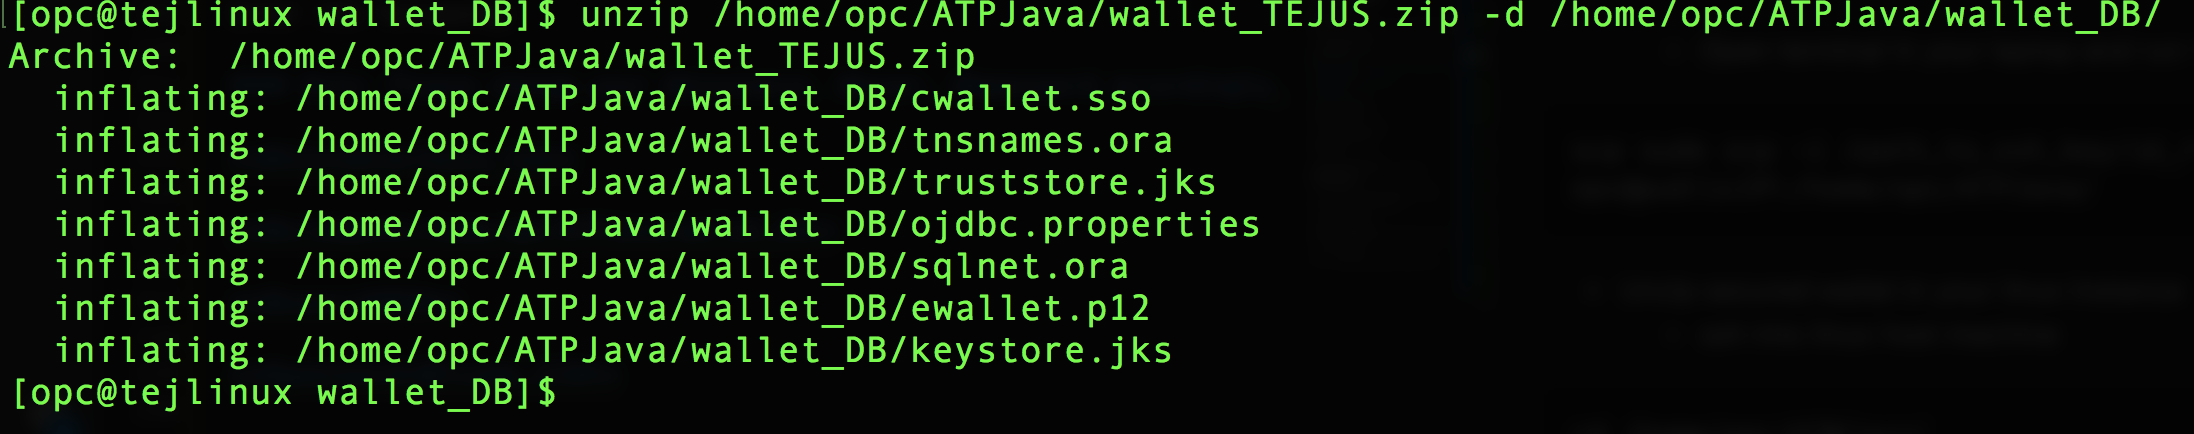 [opc@tejlinux wallet_DB]$ unzip /home/opc/ATPJava/wallet_TEJUS.zip -d /home/opc/ATPJava/wallet_DB/
Archive:  /home/opc/ATPJava/wallet_TEJUS.zip
  inflating: /home/opc/ATPJava/wallet_DB/cwallet.sso
  inflating: /home/opc/ATPJava/wallet_DB/tnsnames.ora
  inflating: /home/opc/ATPJava/wallet_DB/truststore.jks
  inflating: /home/opc/ATPJava/wallet_DB/ojdbc.properties
  inflating: /home/opc/ATPJava/wallet_DB/sqlnet.ora
  inflating: /home/opc/ATPJava/wallet_DB/ewallet.p12
  inflating: /home/opc/ATPJava/wallet_DB/keystore.jks
[opc@tejlinux wallet_DB]$